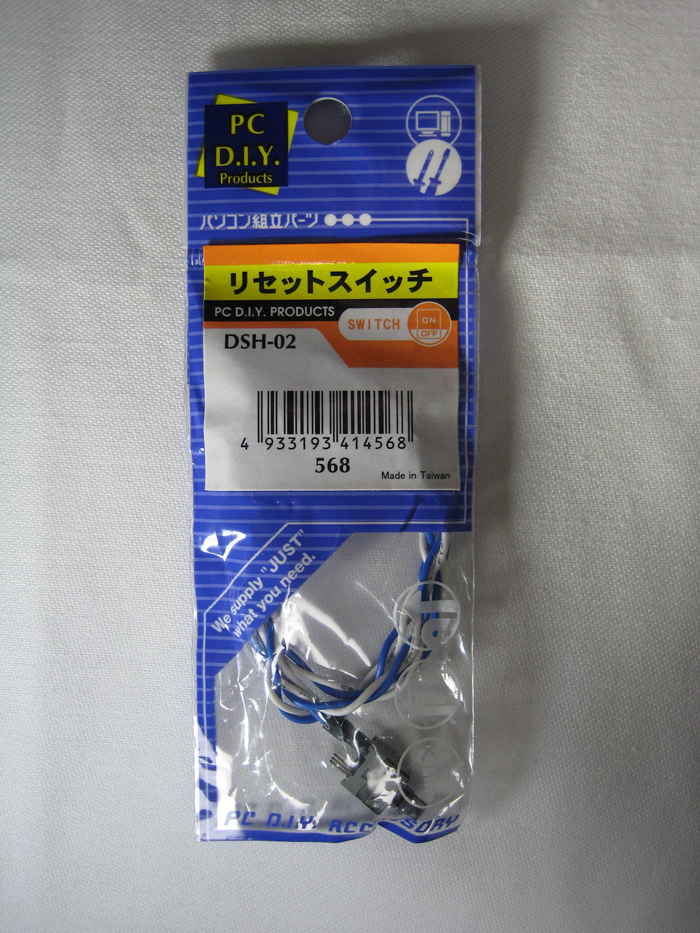 PC
D.I.Y.
Products
パソコン組立パーツ
リセットスイッチ
PC D.I.Y. PRODUCTS
SWITCH
ON
OFF
DSH-02
4 933193 414568
568
Made in Taiwan
We supply "JUST"
what you need.
PC D.I.Y. ACCESSORY